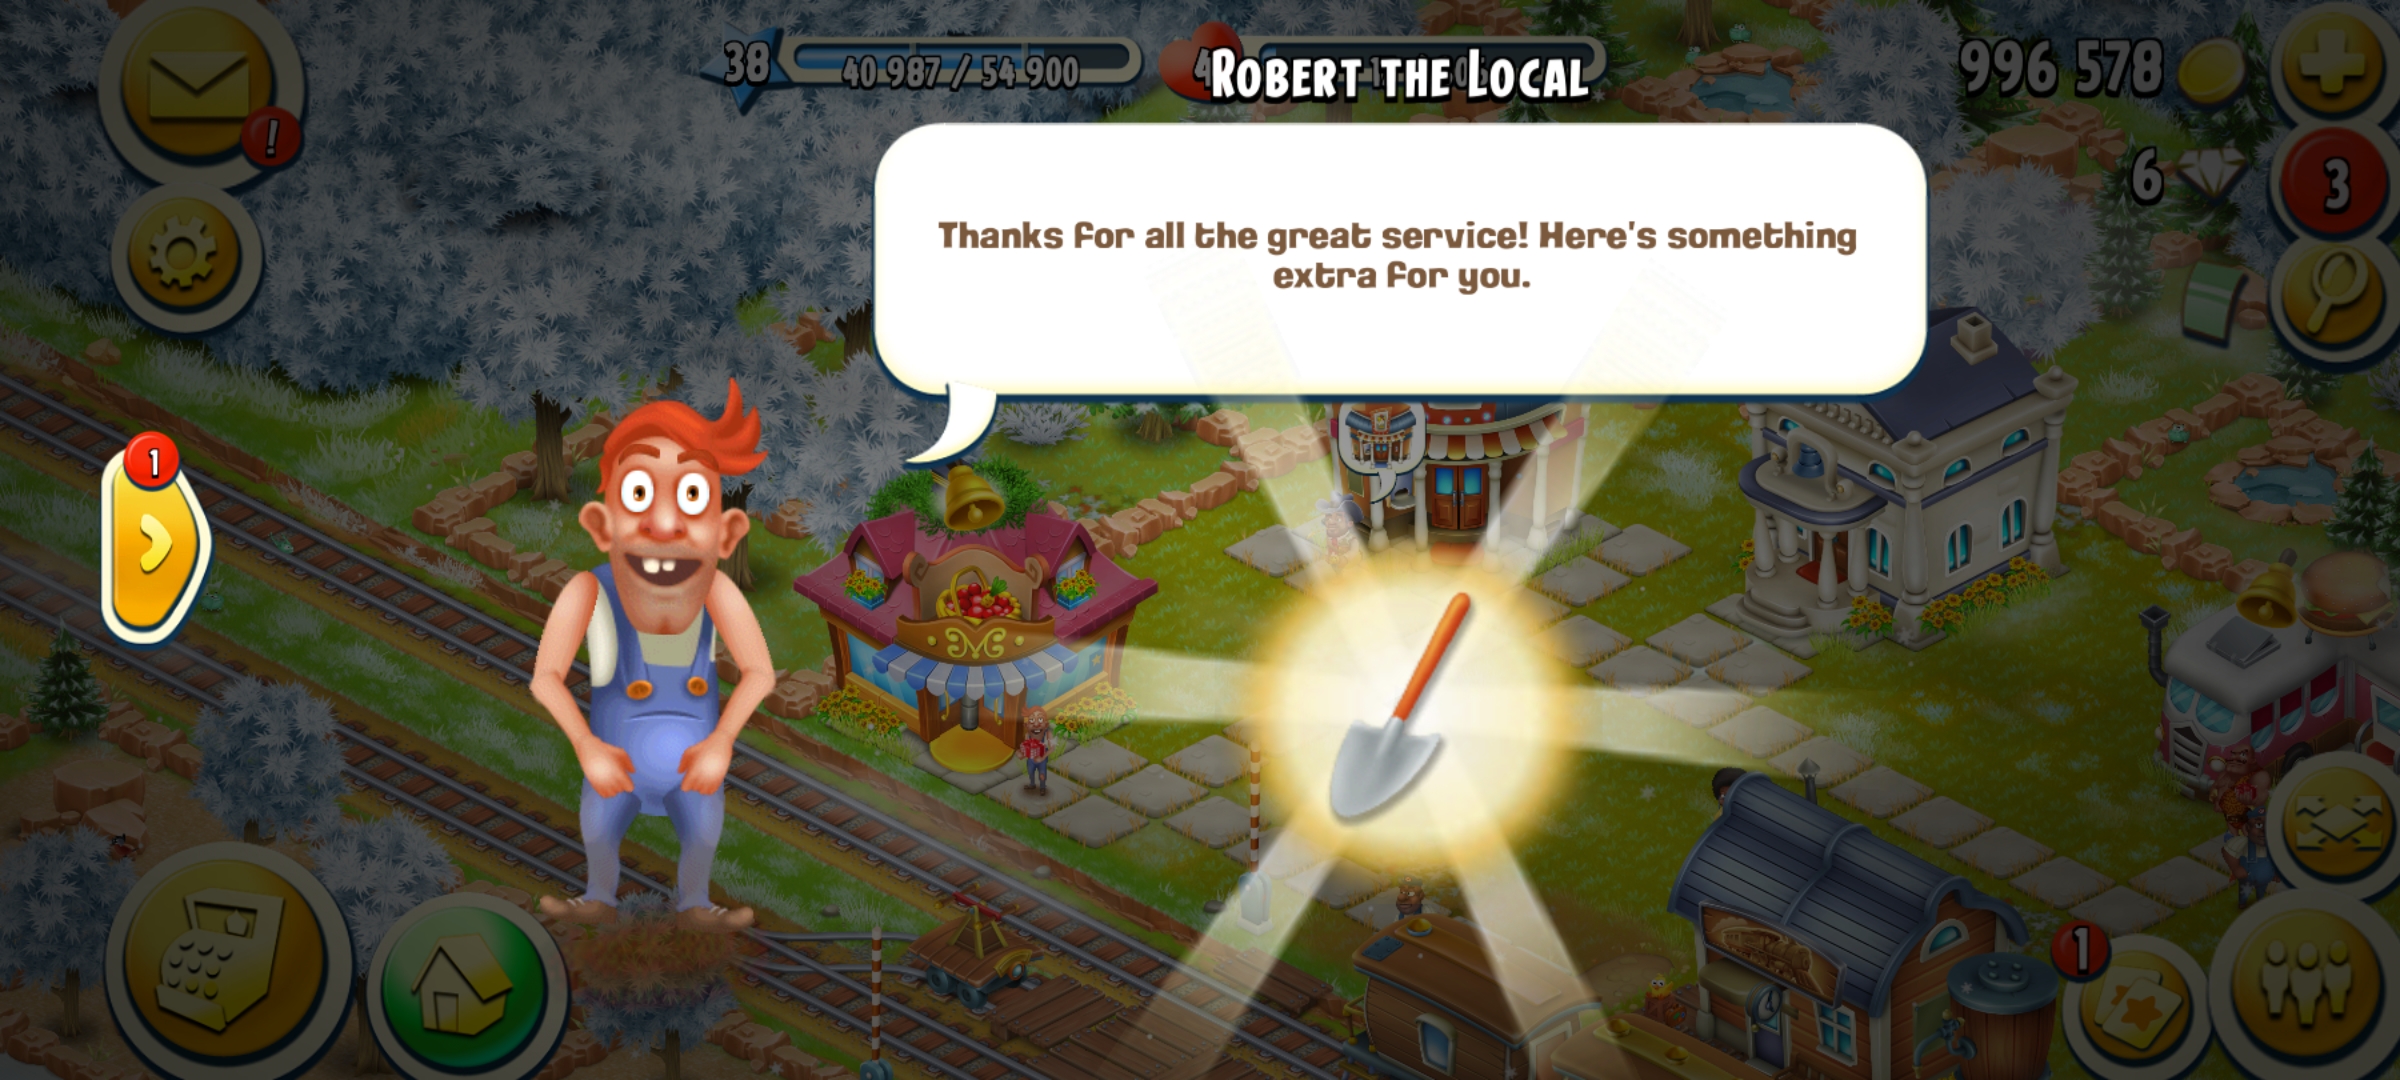 38
40 987 / 54 900
ROBERT THE LOCAL
996 578
!
6
3
Thanks for all the great service! Here's something
extra for you.
1
1